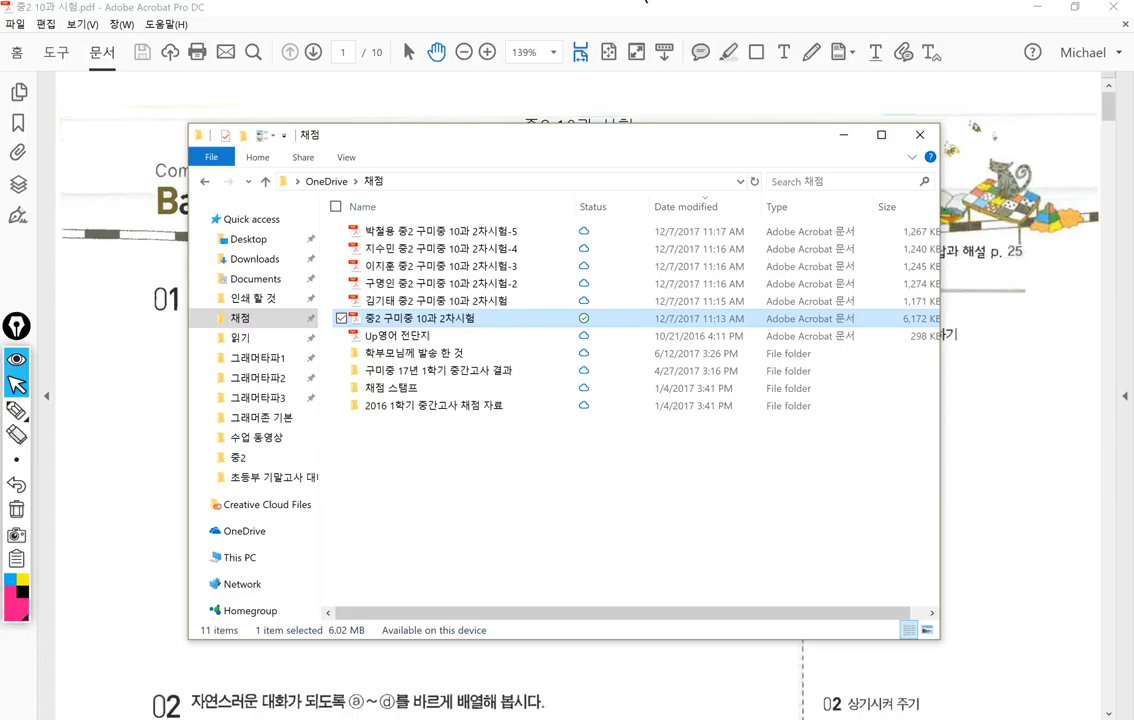 중2 10과 시험.pdf - Adobe Acrobat Pro DC
파일 편집 보기(V) 창(W) 도움말(H)
홈 도구 문서 1 / 10 139% Michael
중2 10과 시험
채점
File Home Share View
OneDrive > 채점 Search 채점
Name Status Date modified Type Size
Quick access
Desktop
Downloads
Documents
인쇄 할 것
채점
읽기
그래머타파1
그래머타파2
그래머타파3
그래머존 기본
수업 동영상
중2
초등부 기말고사 대
Creative Cloud Files
OneDrive
This PC
Network
Homegroup
박철용 중2 구미중 10과 2차시험-5 12/7/2017 11:17 AM Adobe Acrobat 문서 1,267 KB
지수민 중2 구미중 10과 2차시험-4 12/7/2017 11:16 AM Adobe Acrobat 문서 1,240 KB
이지훈 중2 구미중 10과 2차시험-3 12/7/2017 11:16 AM Adobe Acrobat 문서 1,245 KB
구명인 중2 구미중 10과 2차시험-2 12/7/2017 11:16 AM Adobe Acrobat 문서 1,274 KB
김기태 중2 구미중 10과 2차시험 12/7/2017 11:15 AM Adobe Acrobat 문서 1,171 KB
중2 구미중 10과 2차시험 12/7/2017 11:13 AM Adobe Acrobat 문서 6,172 KB
Up영어 전단지 10/21/2016 4:11 PM Adobe Acrobat 문서 298 KB
학부모님께 발송 한 것 6/12/2017 3:26 PM File folder
구미중 17년 1학기 중간고사 결과 4/27/2017 3:16 PM File folder
채점 스탬프 1/4/2017 3:41 PM File folder
2016 1학기 중간고사 채점 자료 1/4/2017 3:41 PM File folder
11 items 1 item selected 6.02 MB Available on this device
Com
Ba
과 해설 p. 25
01
하기
02 자연스러운 대화가 되도록 ⓐ~ⓓ를 바르게 배열해 봅시다.
02 상기시켜 주기